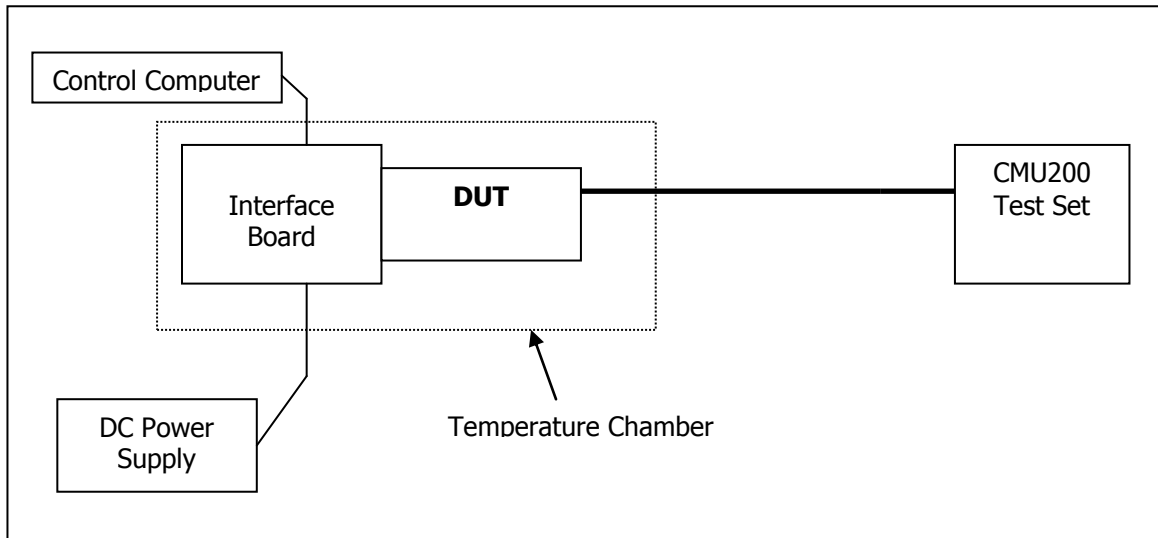 Control Computer
Interface
Board
DUT
CMU200
Test Set
DC Power
Supply
Temperature Chamber